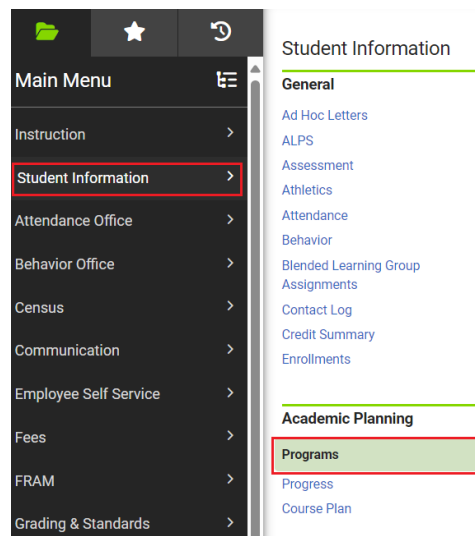 Main Menu
Instruction
Student Information
Attendance Office
Behavior Office
Census
Communication
Employee Self Service
Fees
FRAM
Grading & Standards
Student Information
General
Ad Hoc Letters
ALPS
Assessment
Athletics
Attendance
Behavior
Blended Learning Group
Assignments
Contact Log
Credit Summary
Enrollments
Academic Planning
Programs
Progress
Course Plan